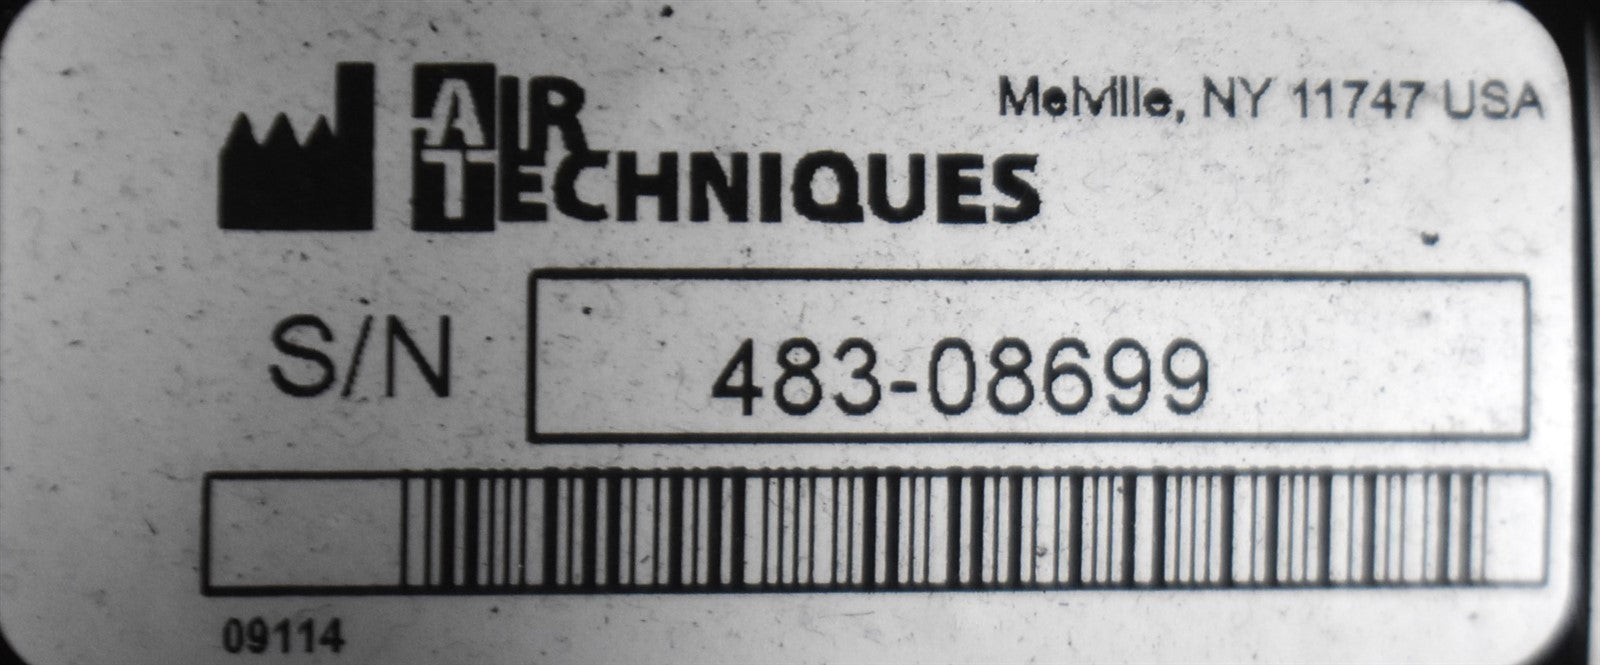 AIR
TECHNIQUES
Melville, NY 11747 USA
S/N 483-08699
09114